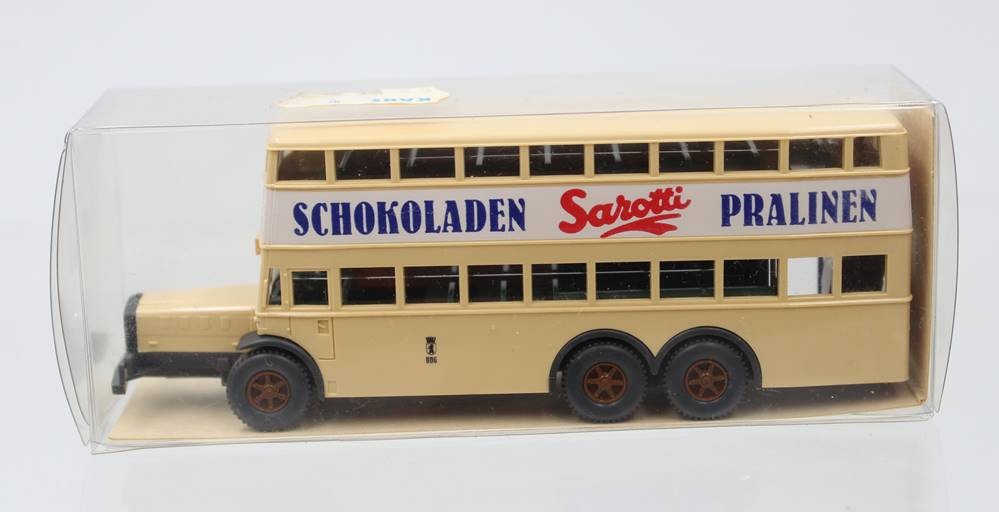 SCHOKOLADEN Sarotti PRALINEN